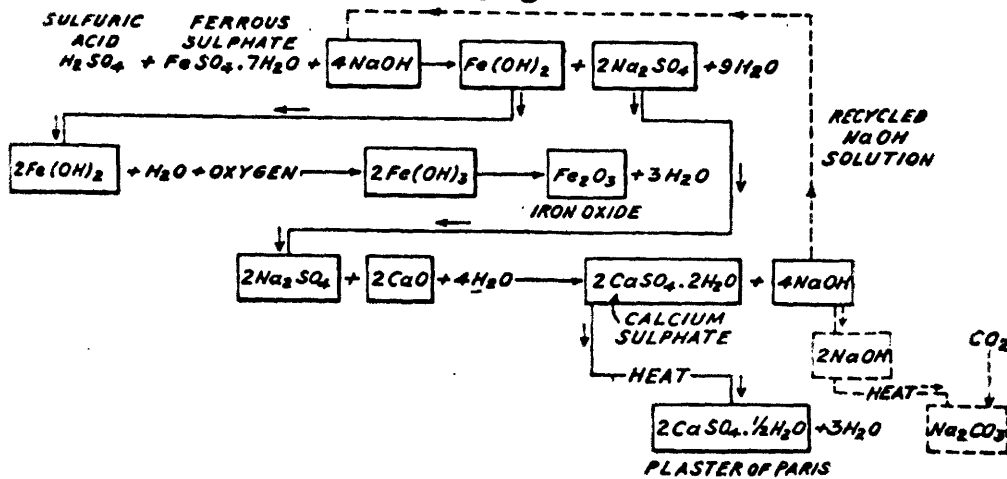 SULFURIC ACID
FERROUS SULPHATE
H₂SO₄ + FeSO₄.7H₂O + 4NaOH → Fe(OH)₂ + 2Na₂SO₄ + 9H₂O
RECYCLED
NaOH
SOLUTION
2Fe(OH)₂ + H₂O + OXYGEN → 2Fe(OH)₃ → Fe₂O₃ + 3H₂O
IRON OXIDE
2Na₂SO₄ + 2CaO + 4H₂O → 2CaSO₄.2H₂O + 4NaOH
CALCIUM
SULPHATE
2NaOH
CO₂
HEAT
HEAT
Na₂CO₃
2CaSO₄.½H₂O + 3H₂O
PLASTER OF PARIS